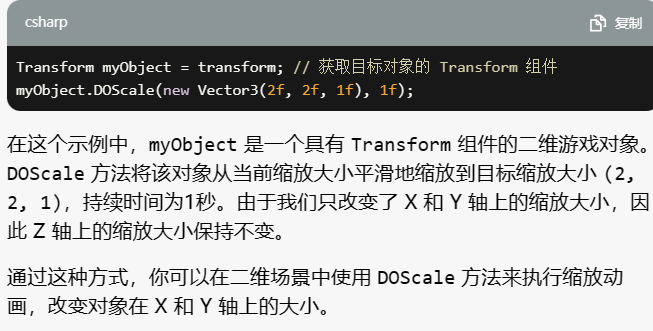 csharp
复制
Transform myObject = transform; // 获取目标对象的 Transform 组件
myObject.DOScale(new Vector3(2f, 2f, 1f), 1f);
在这个示例中，myObject 是一个具有 Transform 组件的二维游戏对象。
DOScale 方法将该对象从当前缩放大小平滑地缩放到目标缩放大小 (2,
2, 1)，持续时间为1秒。由于我们只改变了 X 和 Y 轴上的缩放大小，因
此 Z 轴上的缩放大小保持不变。
通过这种方式，你可以在二维场景中使用 DOScale 方法来执行缩放动
画，改变对象在 X 和 Y 轴上的大小。